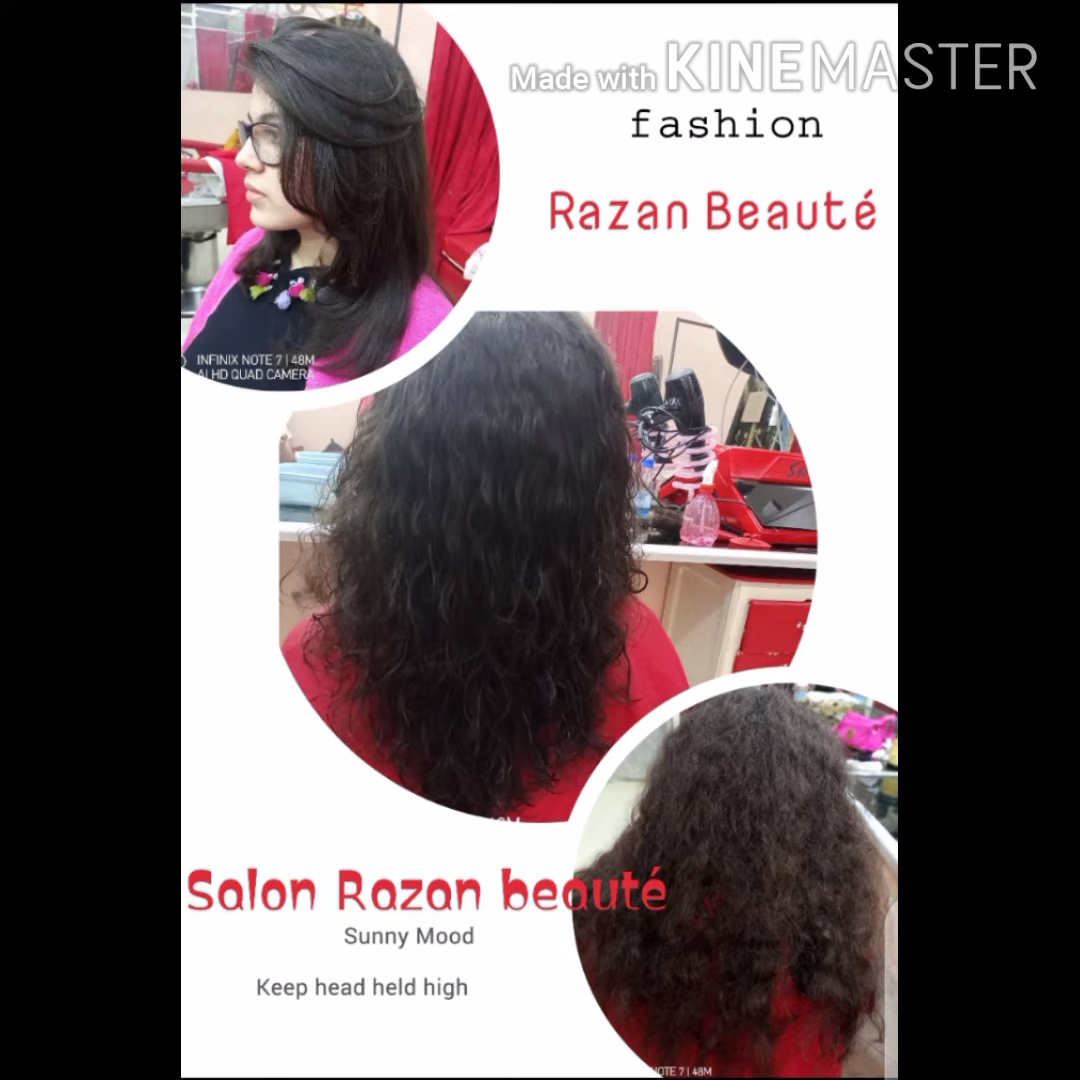 Made with KINEMASTER
fashion
Razan Beauté
INFINIX NOTE 7 | 48M
AI HD QUAD CAMERA
Salon Razan beauté
Sunny Mood
Keep head held high
NOTE 7 | 48M